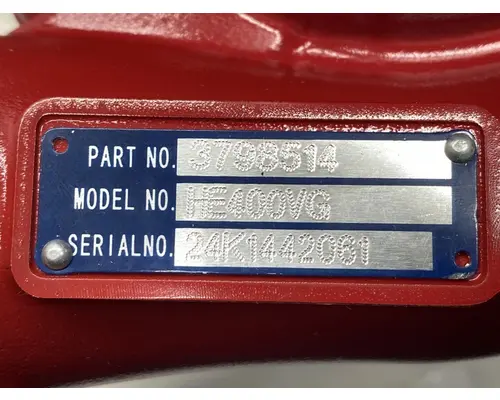 PART NO. 3798514
MODEL NO. HE400VG
SERIALNO. 24K1442061